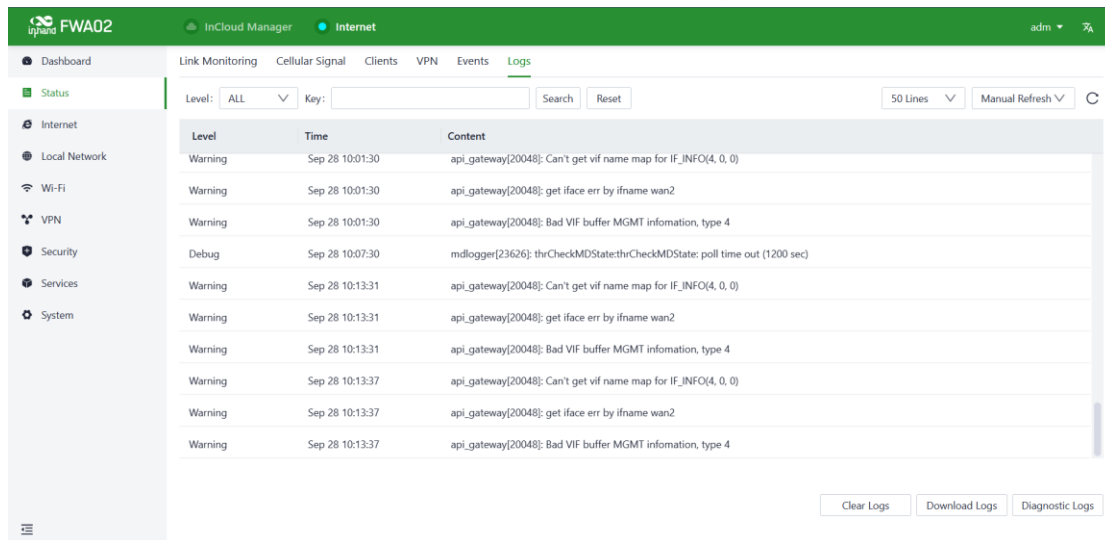 inhand FWA02 InCloud Manager Internet adm
Dashboard
Status
Internet
Local Network
Wi-Fi
VPN
Security
Services
System
Link Monitoring Cellular Signal Clients VPN Events Logs
Level: ALL Key: Search Reset 50 Lines Manual Refresh
Level Time Content
Warning Sep 28 10:01:30 api_gateway[20048]: Can't get vif name map for IF_INFO(4, 0, 0)
Warning Sep 28 10:01:30 api_gateway[20048]: get iface err by ifname wan2
Warning Sep 28 10:01:30 api_gateway[20048]: Bad VIF buffer MGMT infomation, type 4
Debug Sep 28 10:07:30 mdlogger[23626]: thrCheckMDState:thrCheckMDState: poll time out (1200 sec)
Warning Sep 28 10:13:31 api_gateway[20048]: Can't get vif name map for IF_INFO(4, 0, 0)
Warning Sep 28 10:13:31 api_gateway[20048]: get iface err by ifname wan2
Warning Sep 28 10:13:31 api_gateway[20048]: Bad VIF buffer MGMT infomation, type 4
Warning Sep 28 10:13:37 api_gateway[20048]: Can't get vif name map for IF_INFO(4, 0, 0)
Warning Sep 28 10:13:37 api_gateway[20048]: get iface err by ifname wan2
Warning Sep 28 10:13:37 api_gateway[20048]: Bad VIF buffer MGMT infomation, type 4
Clear Logs Download Logs Diagnostic Logs